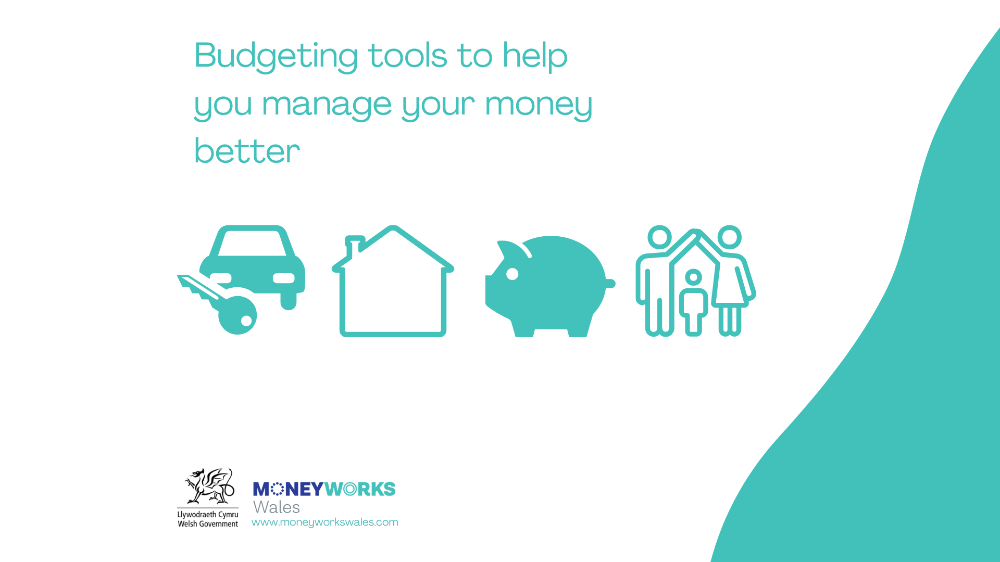 Budgeting tools to help
you manage your money
better
Llywodraeth Cymru
Welsh Government
MONEYWORKS
Wales
www.moneyworkswales.com